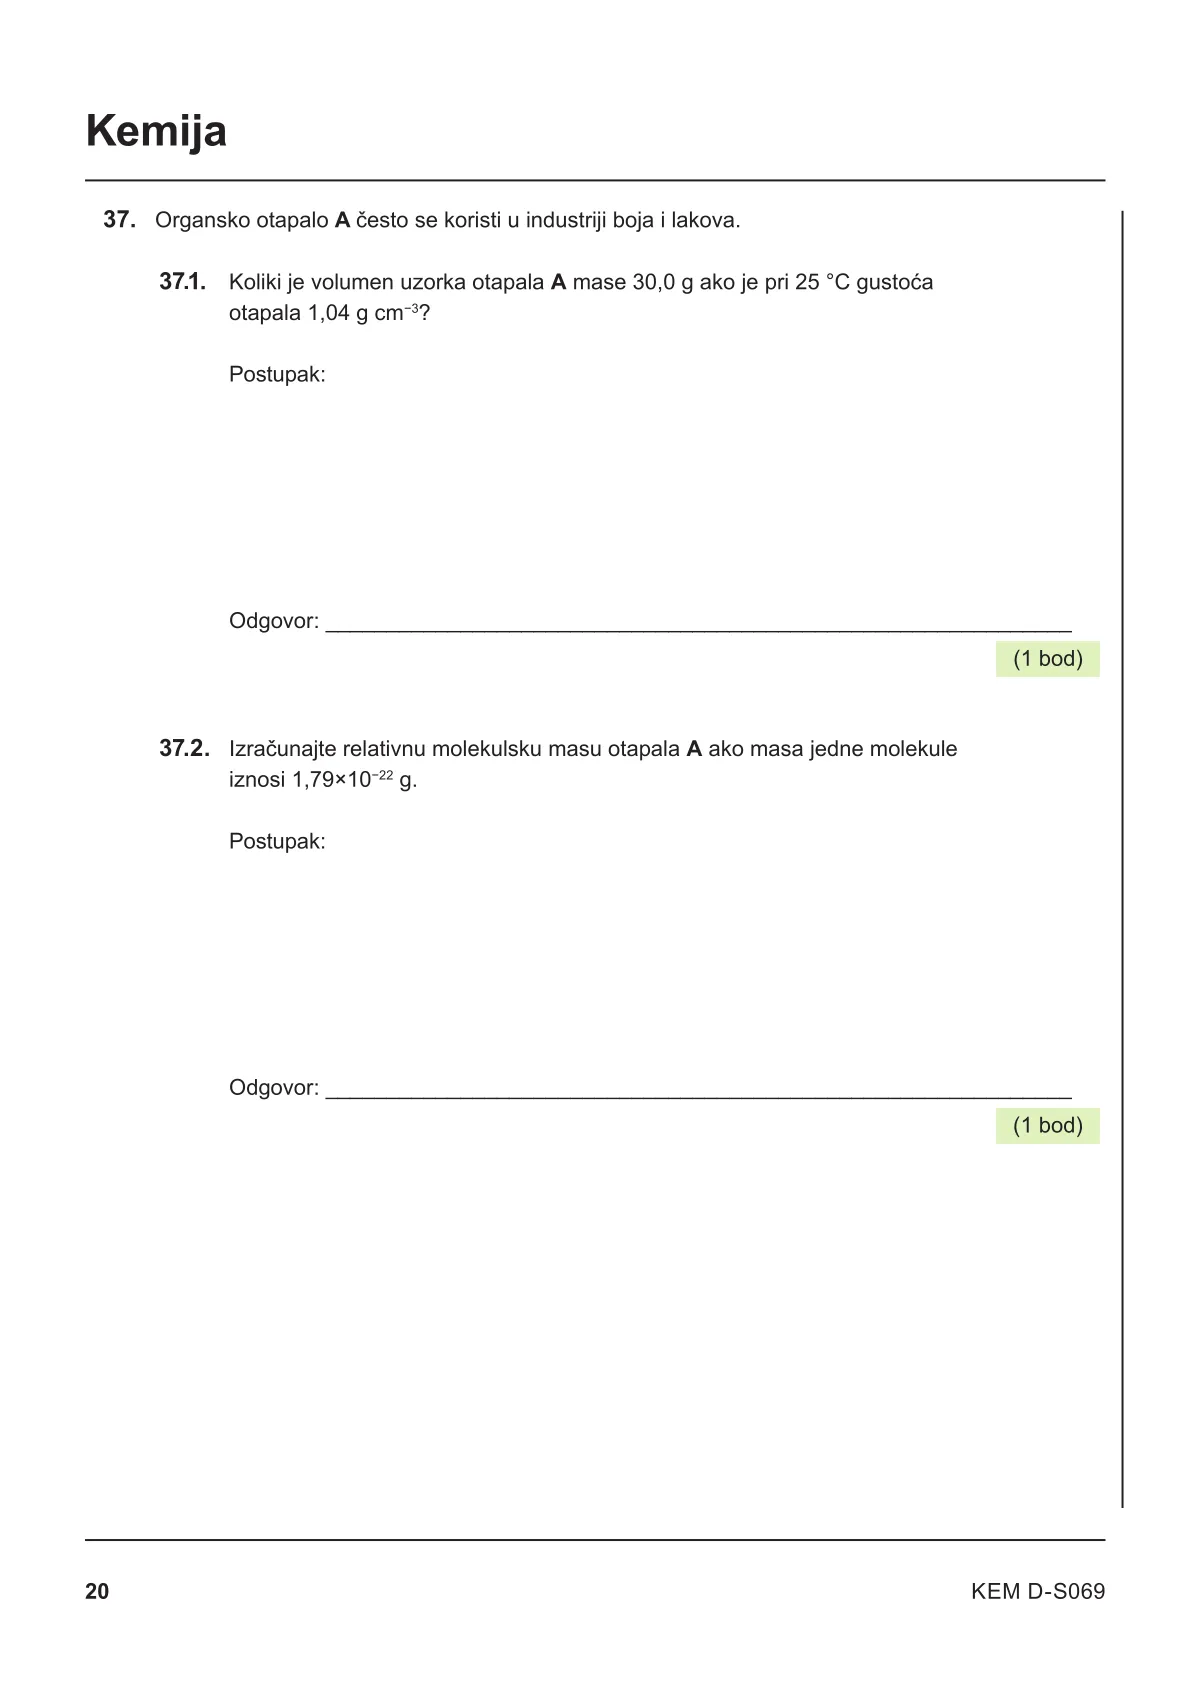 Kemija
37. Organsko otapalo A često se koristi u industriji boja i lakova.
37.1. Koliki je volumen uzorka otapala A mase 30,0 g ako je pri 25 °C gustoća
otapala 1,04 g cm⁻³?
Postupak:
Odgovor: _____________________________________________________________
(1 bod)
37.2. Izračunajte relativnu molekulsku masu otapala A ako masa jedne molekule
iznosi 1,79×10⁻²² g.
Postupak:
Odgovor: _____________________________________________________________
(1 bod)
20 KEM D-S069